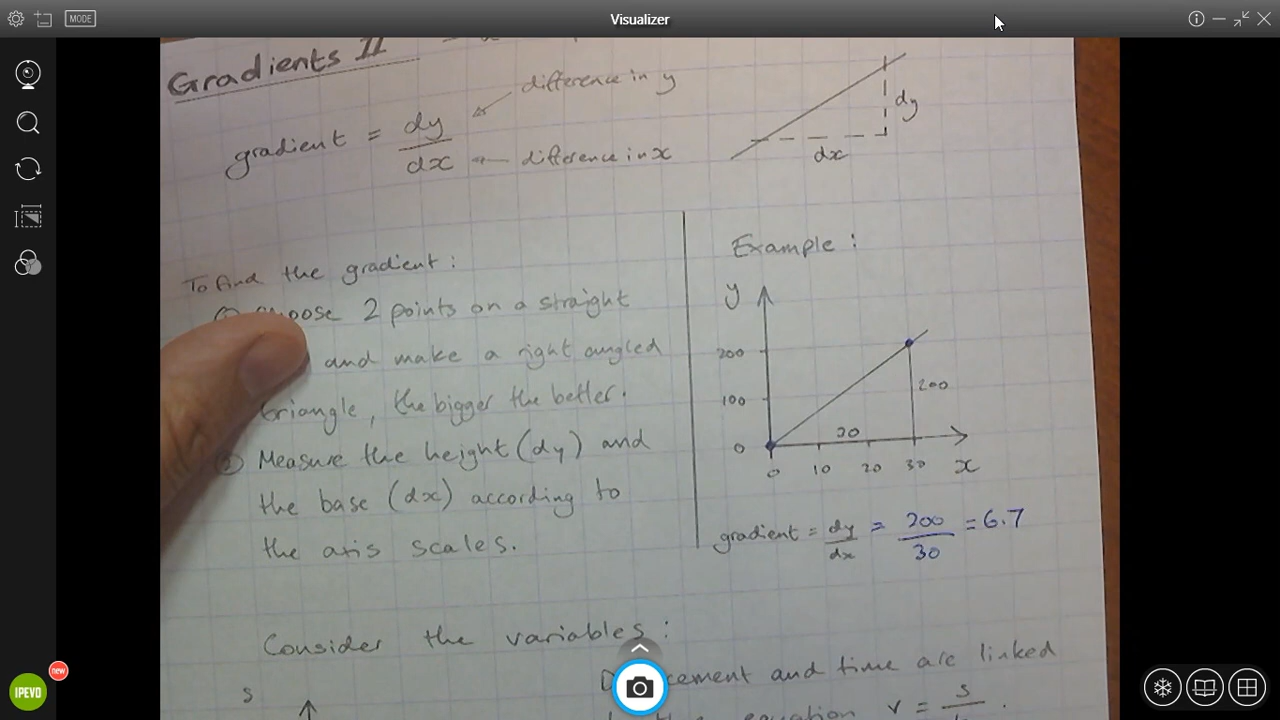 MODE
Visualizer
Gradients II
gradient = dy/dx
difference in y
difference in x
dy
dx
To find the gradient :
① Choose 2 points on a straight
and make a right angled
triangle, the bigger the better.
② Measure the height (dy) and
the base (dx) according to
the axis scales.
Example :
y
200
100
0
200
30
0 10 20 30 x
gradient = dy/dx = 200/30 = 6.7
Consider the variables :
s
and time are linked
equation v = s
new
IPEVO